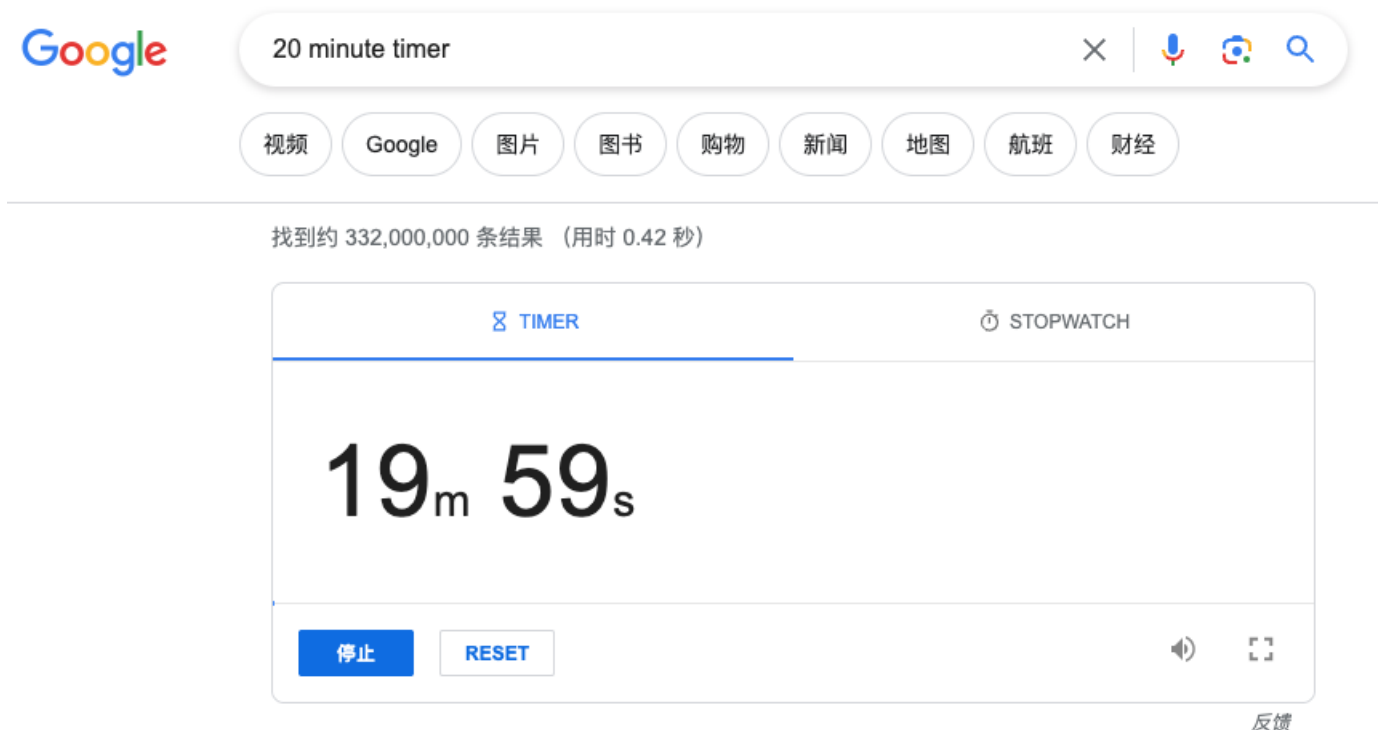 Google 20 minute timer
视频 Google 图片 图书 购物 新闻 地图 航班 财经
找到约 332,000,000 条结果 （用时 0.42 秒）
TIMER STOPWATCH
19m 59s
停止 RESET
反馈